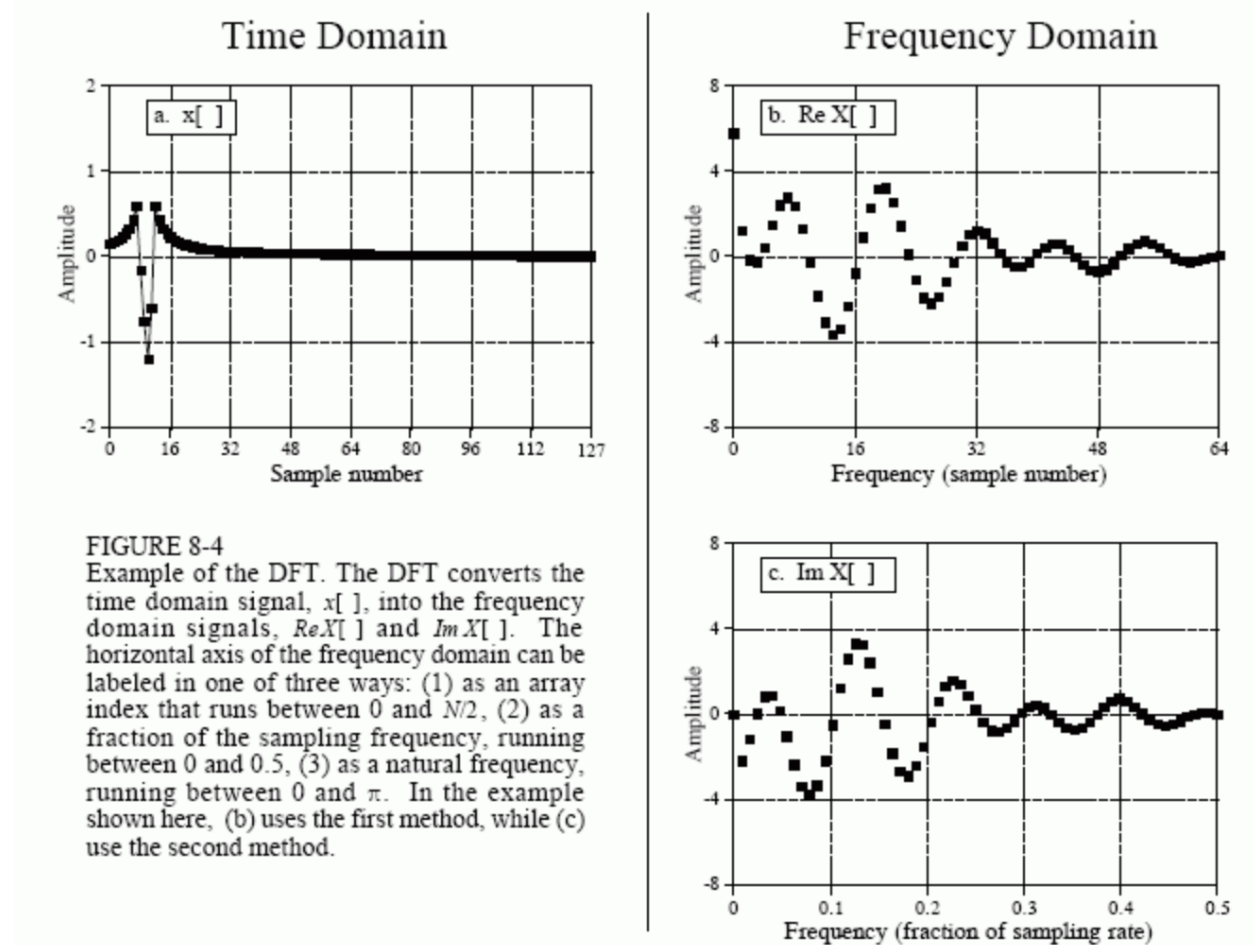 Time Domain
Frequency Domain
2
1
0
-1
-2
Amplitude
a. x[ ]
0 16 32 48 64 80 96 112 127
Sample number
8
4
0
-4
-8
Amplitude
b. Re X[ ]
0 16 32 48 64
Frequency (sample number)
FIGURE 8-4
Example of the DFT. The DFT converts the
time domain signal, x[ ], into the frequency
domain signals, ReX[ ] and Im X[ ]. The
horizontal axis of the frequency domain can be
labeled in one of three ways: (1) as an array
index that runs between 0 and N/2, (2) as a
fraction of the sampling frequency, running
between 0 and 0.5, (3) as a natural frequency,
running between 0 and π. In the example
shown here, (b) uses the first method, while (c)
use the second method.
8
4
0
-4
-8
Amplitude
c. Im X[ ]
0 0.1 0.2 0.3 0.4 0.5
Frequency (fraction of sampling rate)